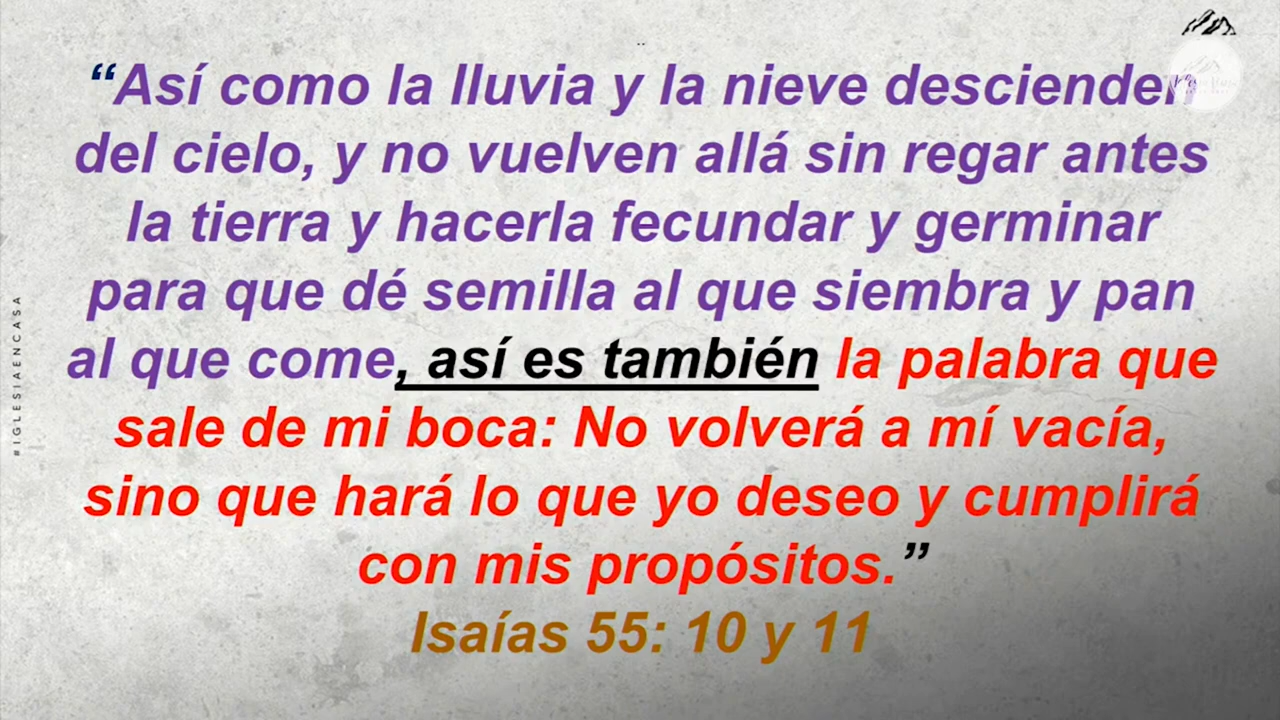 “Así como la lluvia y la nieve descienden
del cielo, y no vuelven allá sin regar antes
la tierra y hacerla fecundar y germinar
para que dé semilla al que siembra y pan
al que come, así es también la palabra que
sale de mi boca: No volverá a mí vacía,
sino que hará lo que yo deseo y cumplirá
con mis propósitos.”
Isaías 55: 10 y 11
#IGLESIAENCASA